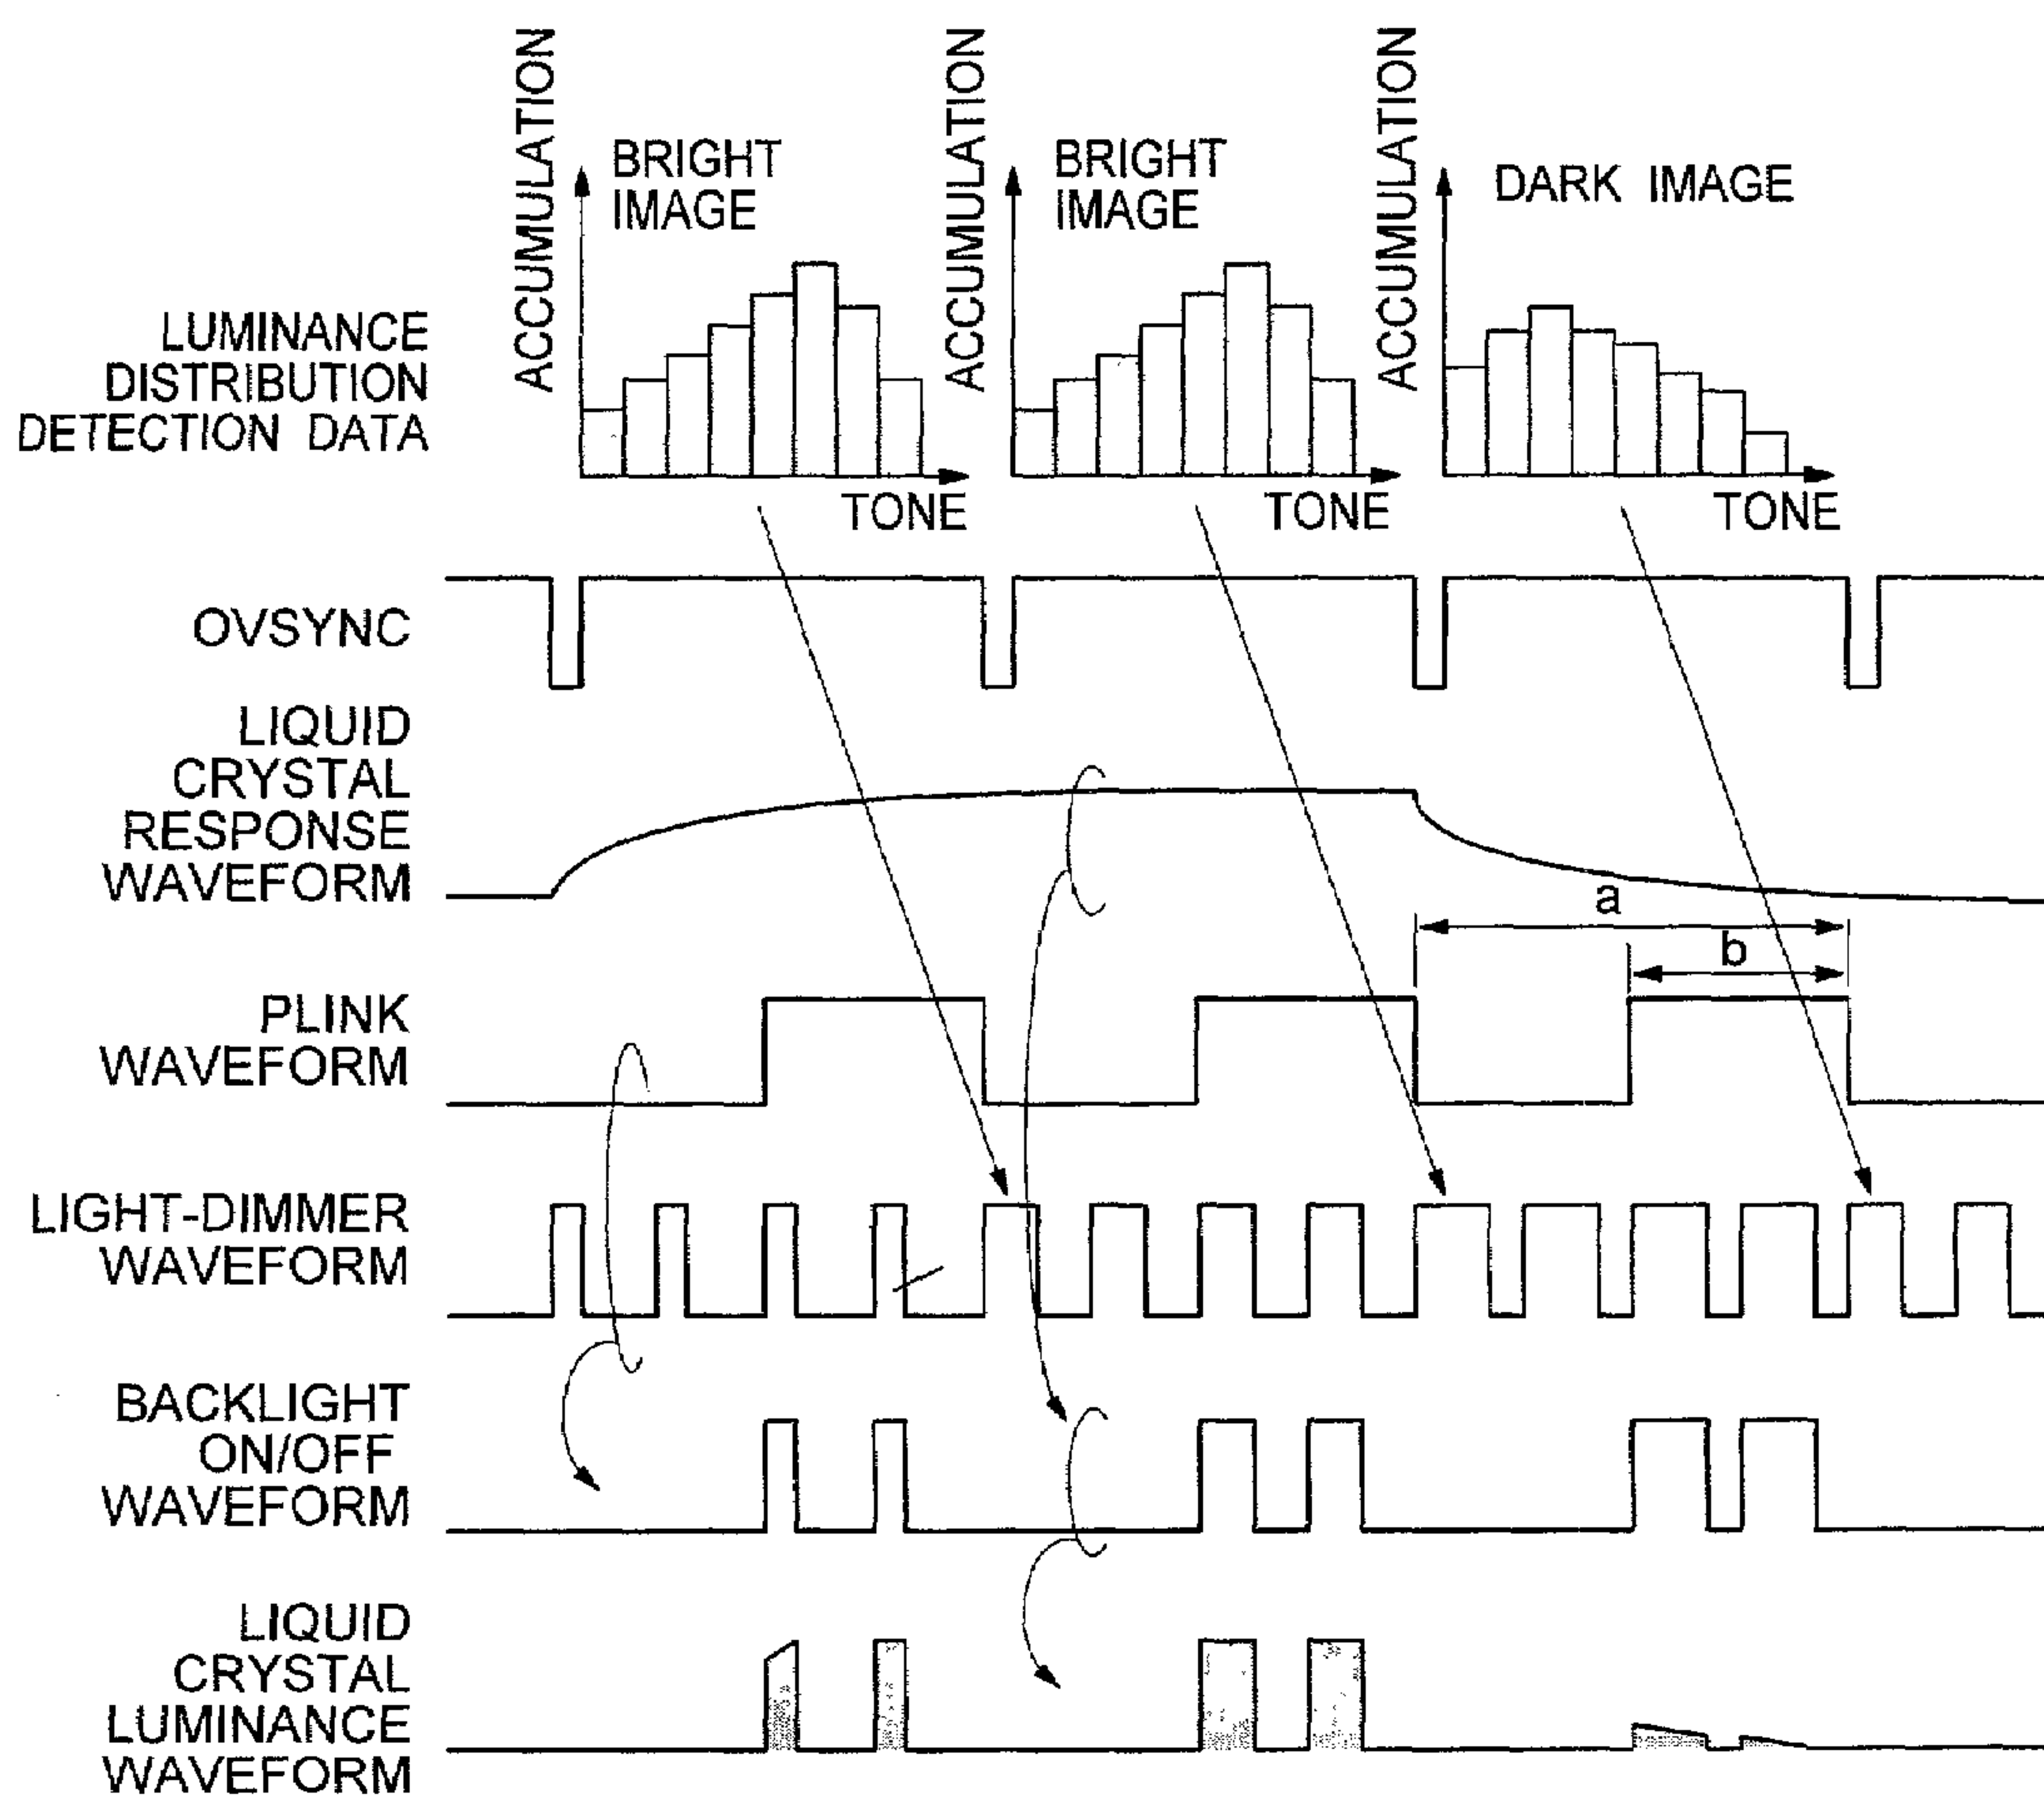 ACCUMULATION
BRIGHT
IMAGE
TONE
ACCUMULATION
BRIGHT
IMAGE
TONE
ACCUMULATION
DARK IMAGE
TONE
LUMINANCE
DISTRIBUTION
DETECTION DATA
OVSYNC
LIQUID
CRYSTAL
RESPONSE
WAVEFORM
a
b
PLINK
WAVEFORM
LIGHT-DIMMER
WAVEFORM
BACKLIGHT
ON/OFF
WAVEFORM
LIQUID
CRYSTAL
LUMINANCE
WAVEFORM